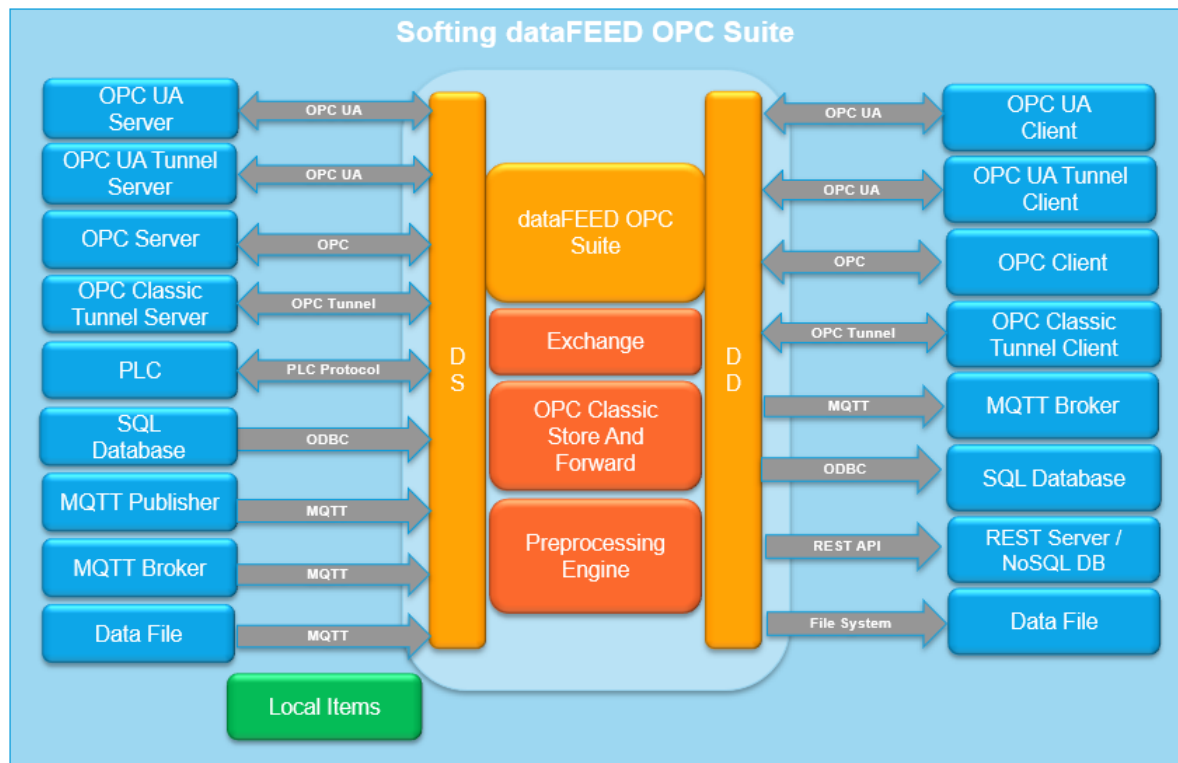 Softing dataFEED OPC Suite
OPC UA
Server
OPC UA
OPC UA Tunnel
Server
OPC UA
OPC Server
OPC
OPC Classic
Tunnel Server
OPC Tunnel
PLC
PLC Protocol
SQL
Database
ODBC
MQTT Publisher
MQTT
MQTT Broker
MQTT
Data File
MQTT
Local Items
D
S
dataFEED OPC
Suite
Exchange
OPC Classic
Store And
Forward
Preprocessing
Engine
D
D
OPC UA
OPC UA
Client
OPC UA
OPC UA Tunnel
Client
OPC
OPC Client
OPC Tunnel
OPC Classic
Tunnel Client
MQTT
MQTT Broker
ODBC
SQL Database
REST API
REST Server /
NoSQL DB
File System
Data File